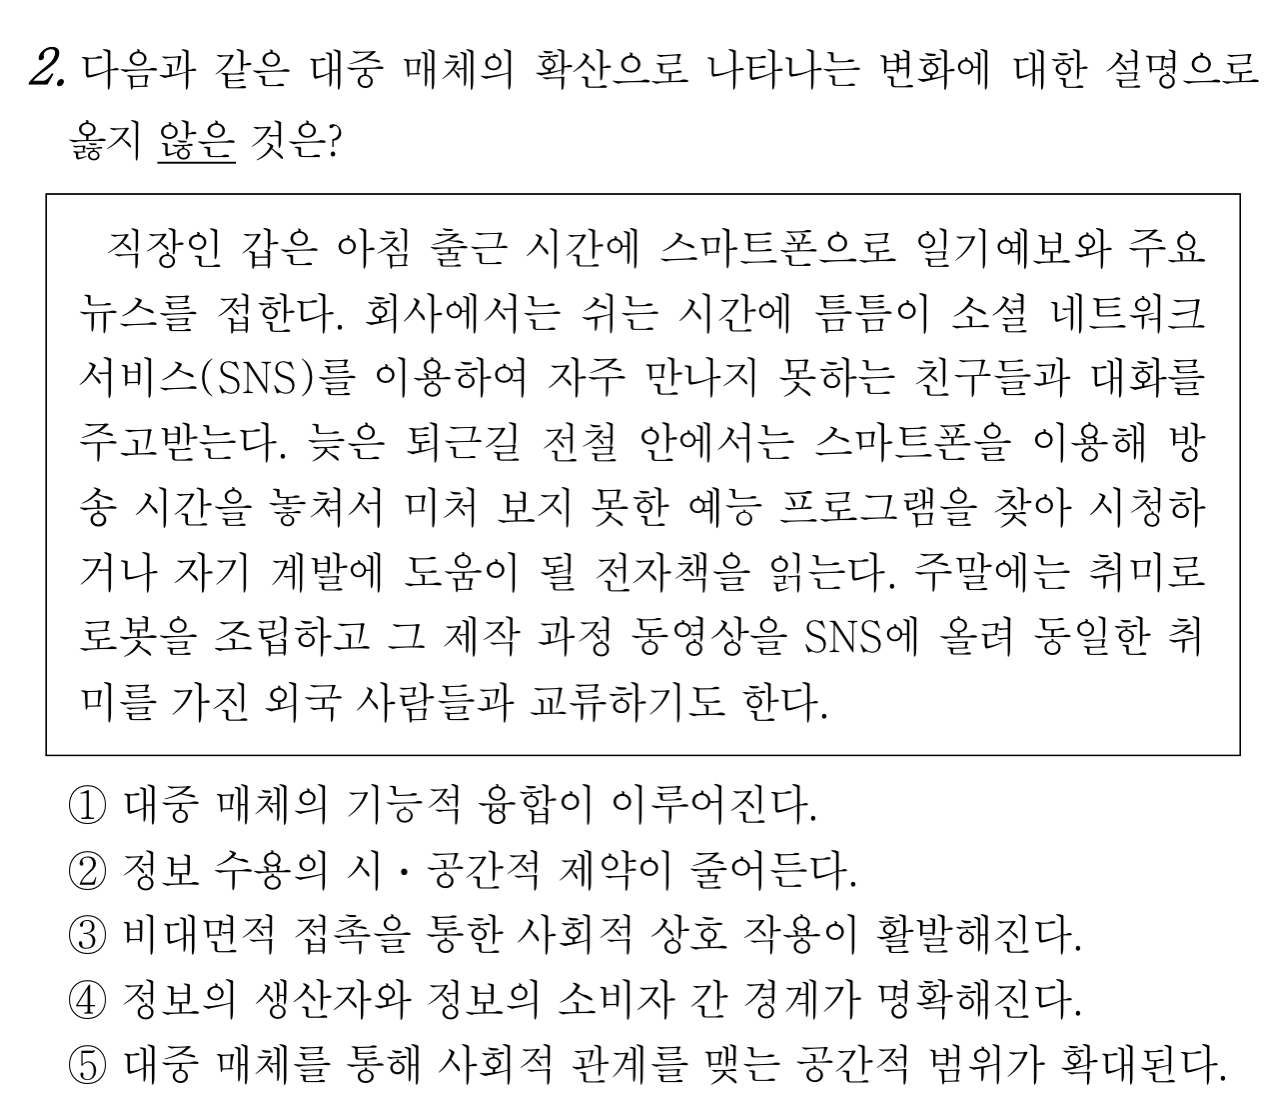 2. 다음과 같은 대중 매체의 확산으로 나타나는 변화에 대한 설명으로
옳지 않은 것은?
직장인 갑은 아침 출근 시간에 스마트폰으로 일기예보와 주요
뉴스를 접한다. 회사에서는 쉬는 시간에 틈틈이 소셜 네트워크
서비스(SNS)를 이용하여 자주 만나지 못하는 친구들과 대화를
주고받는다. 늦은 퇴근길 전철 안에서는 스마트폰을 이용해 방
송 시간을 놓쳐서 미처 보지 못한 예능 프로그램을 찾아 시청하
거나 자기 계발에 도움이 될 전자책을 읽는다. 주말에는 취미로
로봇을 조립하고 그 제작 과정 동영상을 SNS에 올려 동일한 취
미를 가진 외국 사람들과 교류하기도 한다.
① 대중 매체의 기능적 융합이 이루어진다.
② 정보 수용의 시·공간적 제약이 줄어든다.
③ 비대면적 접촉을 통한 사회적 상호 작용이 활발해진다.
④ 정보의 생산자와 정보의 소비자 간 경계가 명확해진다.
⑤ 대중 매체를 통해 사회적 관계를 맺는 공간적 범위가 확대된다.